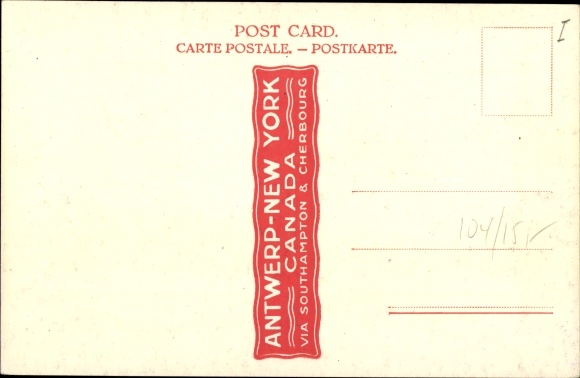 POST CARD.
CARTE POSTALE. – POSTKARTE.
ANTWERP-NEW YORK
CANADA
VIA SOUTHAMPTON & CHERBOURG
I
104/15,-